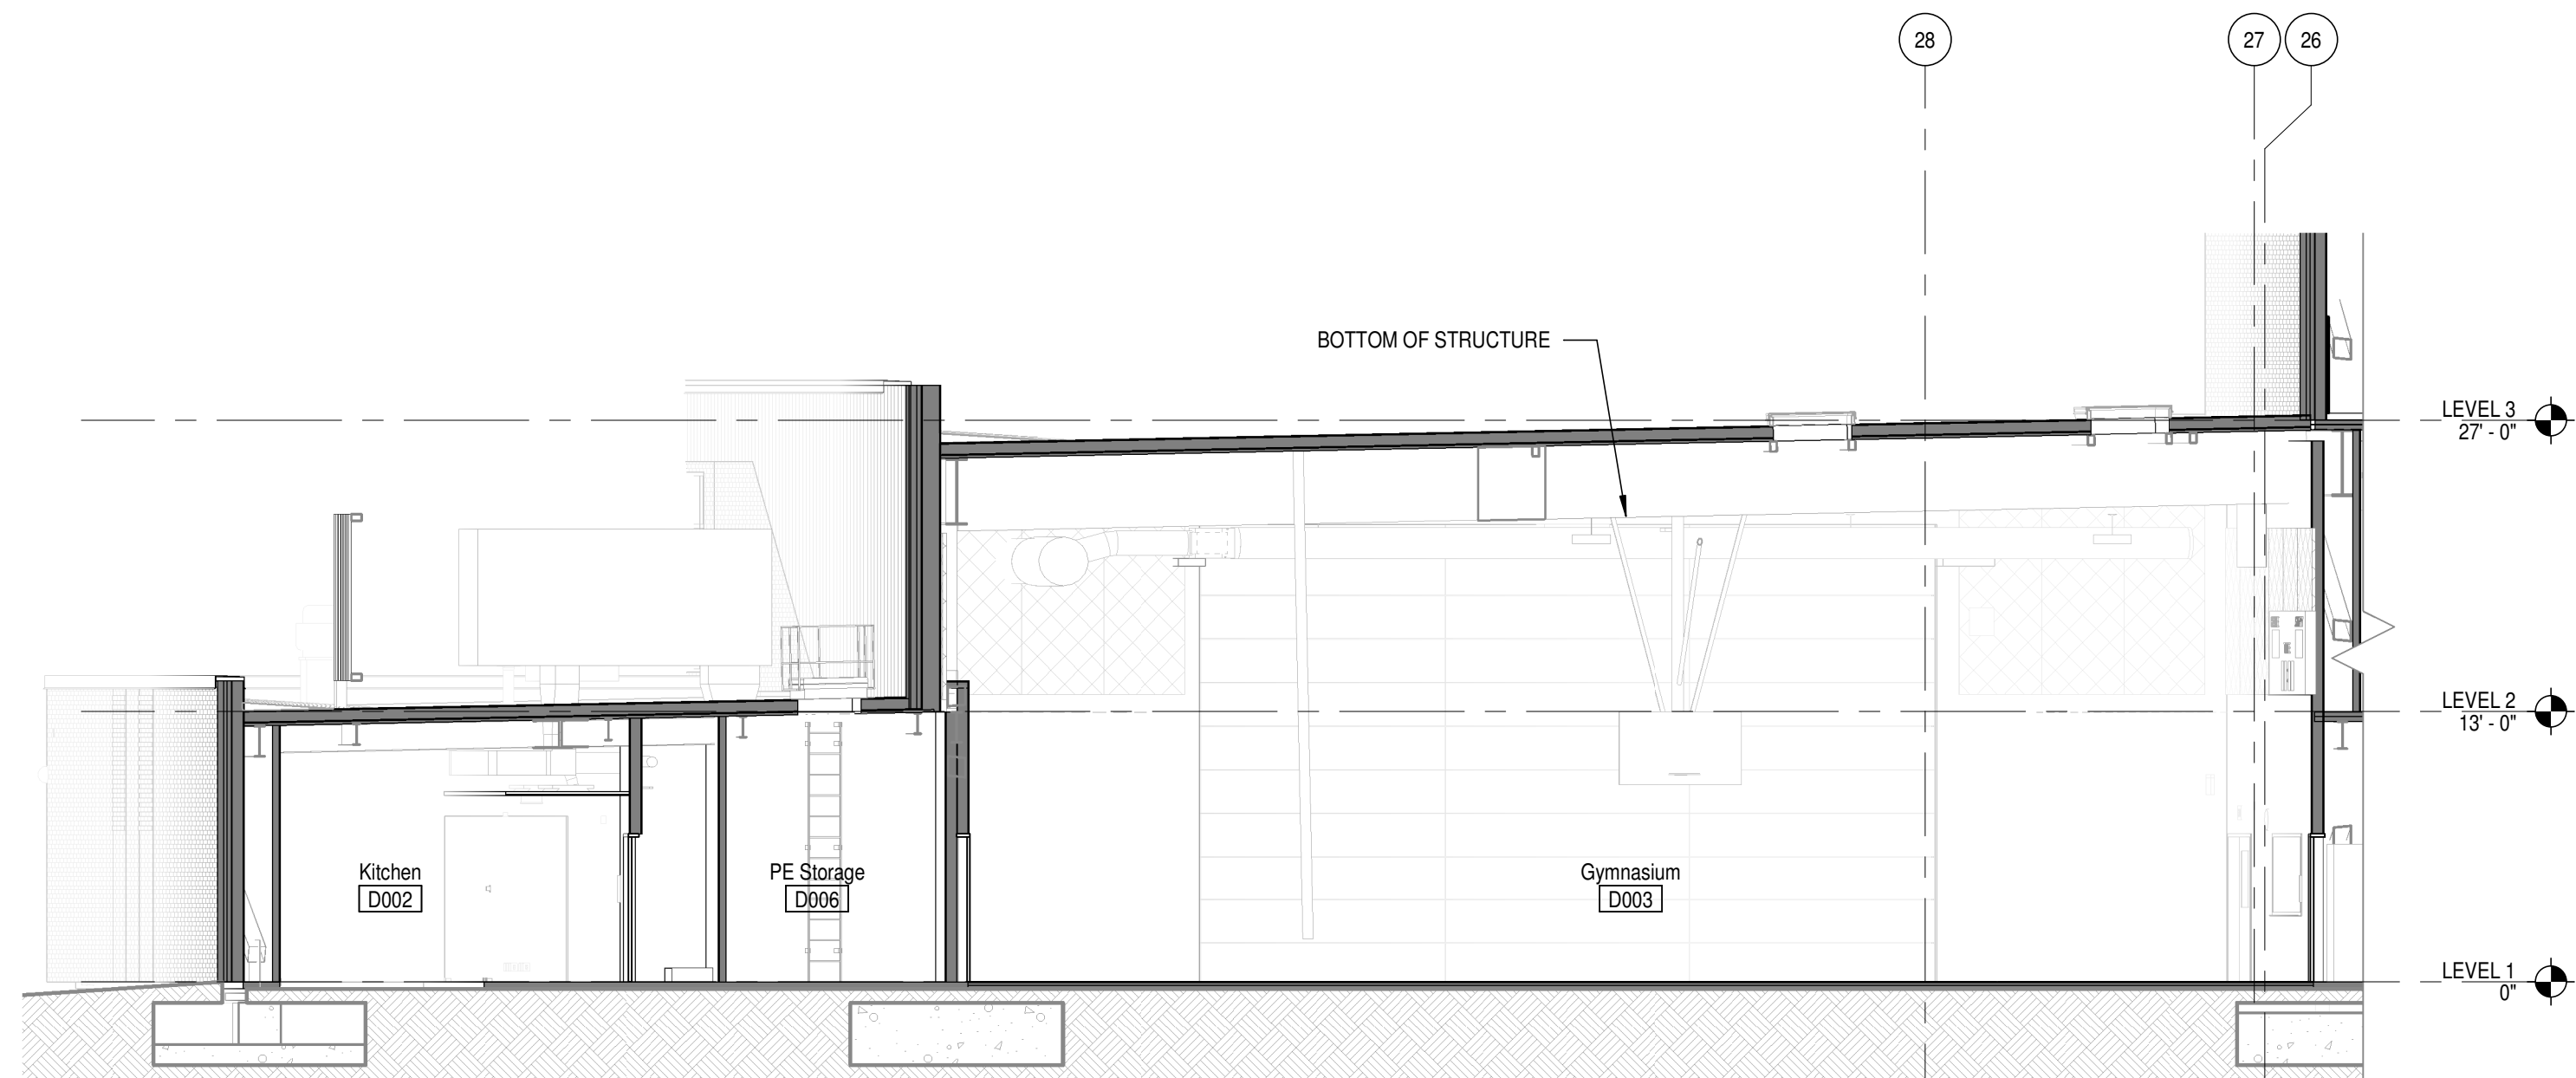 28
27
26
BOTTOM OF STRUCTURE
LEVEL 3
27' - 0"
LEVEL 2
13' - 0"
Kitchen
D002
PE Storage
D006
Gymnasium
D003
LEVEL 1
0"